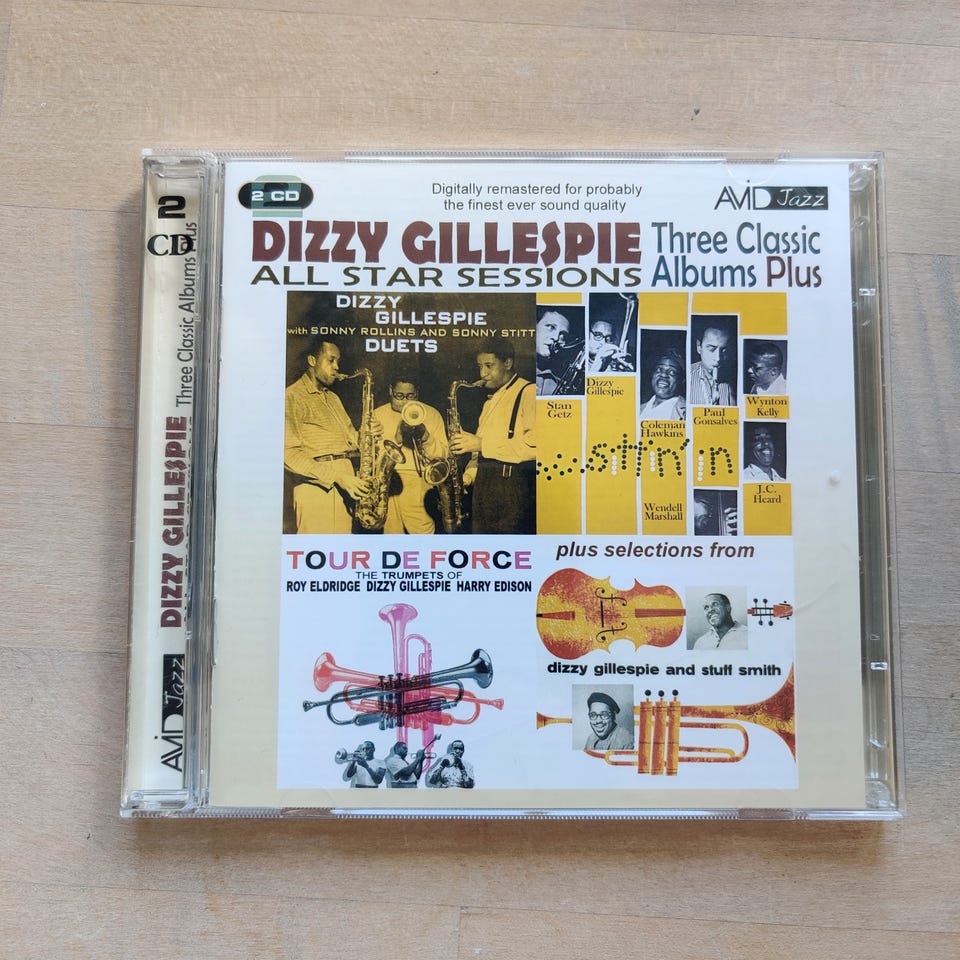 2 CD
Digitally remastered for probably
the finest ever sound quality
AVID Jazz
DIZZY GILLESPIE
ALL STAR SESSIONS
Three Classic
Albums Plus
DIZZY
GILLESPIE
with SONNY ROLLINS AND SONNY STITT
DUETS
Stan
Getz
Dizzy
Gillespie
Coleman
Hawkins
Paul
Gonsalves
Wynton
Kelly
sittin' in
Wendell
Marshall
J.C.
Heard
TOUR DE FORCE
THE TRUMPETS OF
ROY ELDRIDGE DIZZY GILLESPIE HARRY EDISON
plus selections from
dizzy gillespie and stuff smith
2
CD
DIZZY GILLESPIE
Three Classic Albums Plus
AVID Jazz